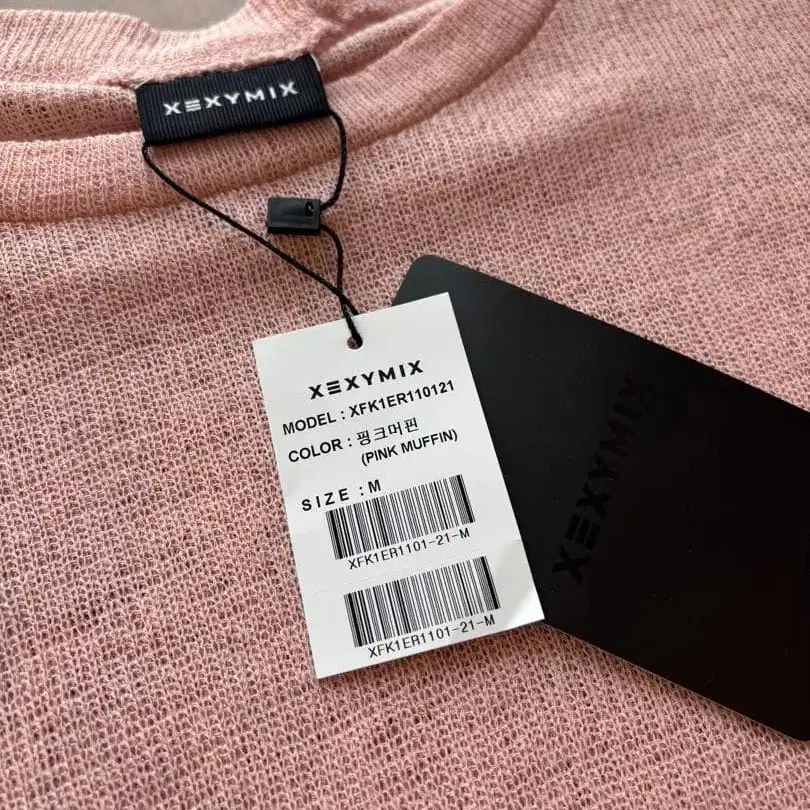 XEXYMIX
XEXYMIX
MODEL : XFK1ER110121
COLOR : 핑크머핀
(PINK MUFFIN)
SIZE : M
XFK1ER1101-21-M
XFK1ER1101-21-M
XEXYMIX